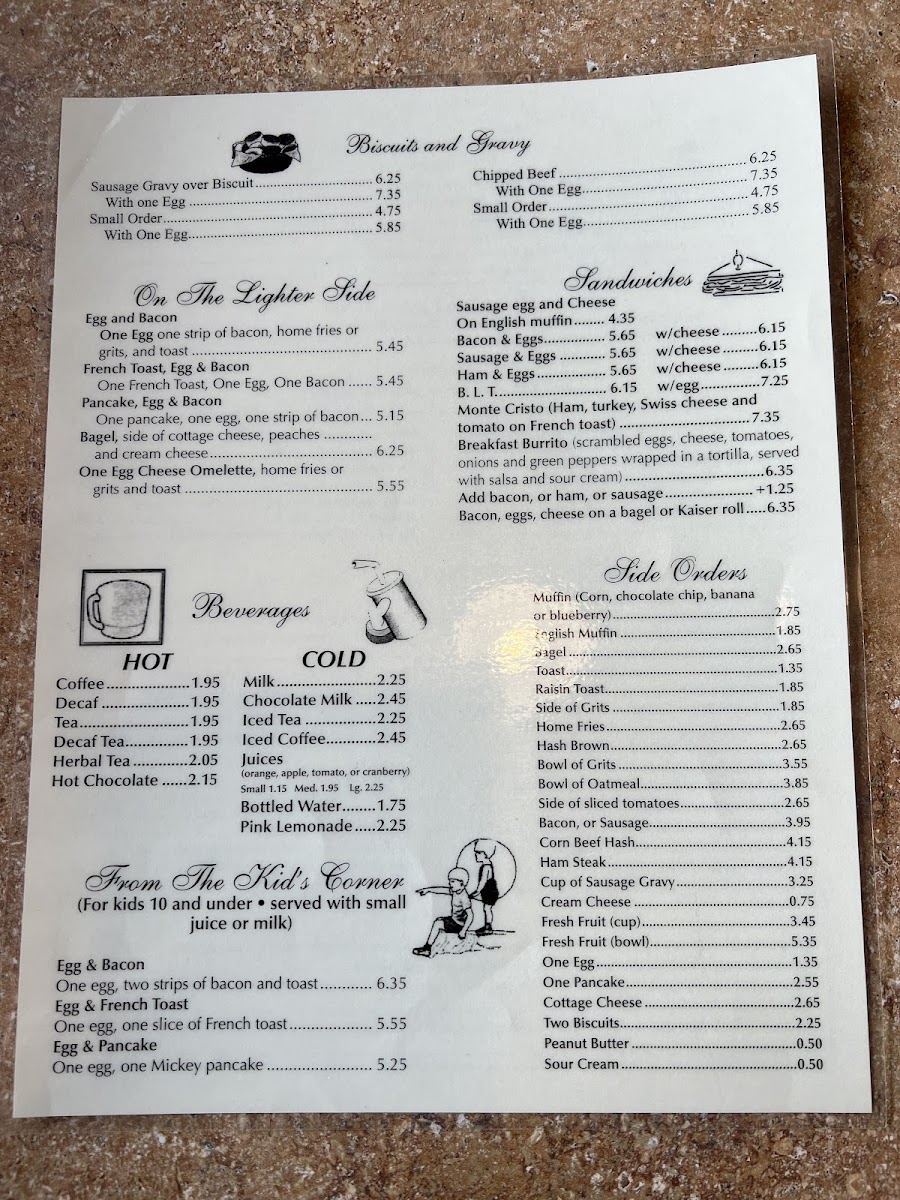 Biscuits and Gravy
Sausage Gravy over Biscuit 6.25
With one Egg 7.35
Small Order 4.75
With One Egg 5.85
Chipped Beef 6.25
With One Egg 7.35
Small Order 4.75
With One Egg 5.85
On The Lighter Side
Egg and Bacon
One Egg one strip of bacon, home fries or
grits, and toast 5.45
French Toast, Egg & Bacon
One French Toast, One Egg, One Bacon 5.45
Pancake, Egg & Bacon
One pancake, one egg, one strip of bacon 5.15
Bagel, side of cottage cheese, peaches
and cream cheese 6.25
One Egg Cheese Omelette, home fries or
grits and toast 5.55
Sandwiches
Sausage egg and Cheese
On English muffin 4.35
Bacon & Eggs 5.65 w/cheese 6.15
Sausage & Eggs 5.65 w/cheese 6.15
Ham & Eggs 5.65 w/cheese 6.15
B. L. T. 6.15 w/egg 7.25
Monte Cristo (Ham, turkey, Swiss cheese and
tomato on French toast) 7.35
Breakfast Burrito (scrambled eggs, cheese, tomatoes,
onions and green peppers wrapped in a tortilla, served
with salsa and sour cream) 6.35
Add bacon, or ham, or sausage +1.25
Bacon, eggs, cheese on a bagel or Kaiser roll 6.35
Beverages
HOT
Coffee 1.95
Decaf 1.95
Tea 1.95
Decaf Tea 1.95
Herbal Tea 2.05
Hot Chocolate 2.15
COLD
Milk 2.25
Chocolate Milk 2.45
Iced Tea 2.25
Iced Coffee 2.45
Juices
(orange, apple, tomato, or cranberry)
Small 1.15 Med. 1.95 Lg. 2.25
Bottled Water 1.75
Pink Lemonade 2.25
From The Kid's Corner
(For kids 10 and under • served with small
juice or milk)
Egg & Bacon
One egg, two strips of bacon and toast 6.35
Egg & French Toast
One egg, one slice of French toast 5.55
Egg & Pancake
One egg, one Mickey pancake 5.25
Side Orders
Muffin (Corn, chocolate chip, banana
or blueberry) 2.75
English Muffin 1.85
Bagel 2.65
Toast 1.35
Raisin Toast 1.85
Side of Grits 1.85
Home Fries 2.65
Hash Brown 2.65
Bowl of Grits 3.55
Bowl of Oatmeal 3.85
Side of sliced tomatoes 2.65
Bacon, or Sausage 3.95
Corn Beef Hash 4.15
Ham Steak 4.15
Cup of Sausage Gravy 3.25
Cream Cheese 0.75
Fresh Fruit (cup) 3.45
Fresh Fruit (bowl) 5.35
One Egg 1.35
One Pancake 2.55
Cottage Cheese 2.65
Two Biscuits 2.25
Peanut Butter 0.50
Sour Cream 0.50